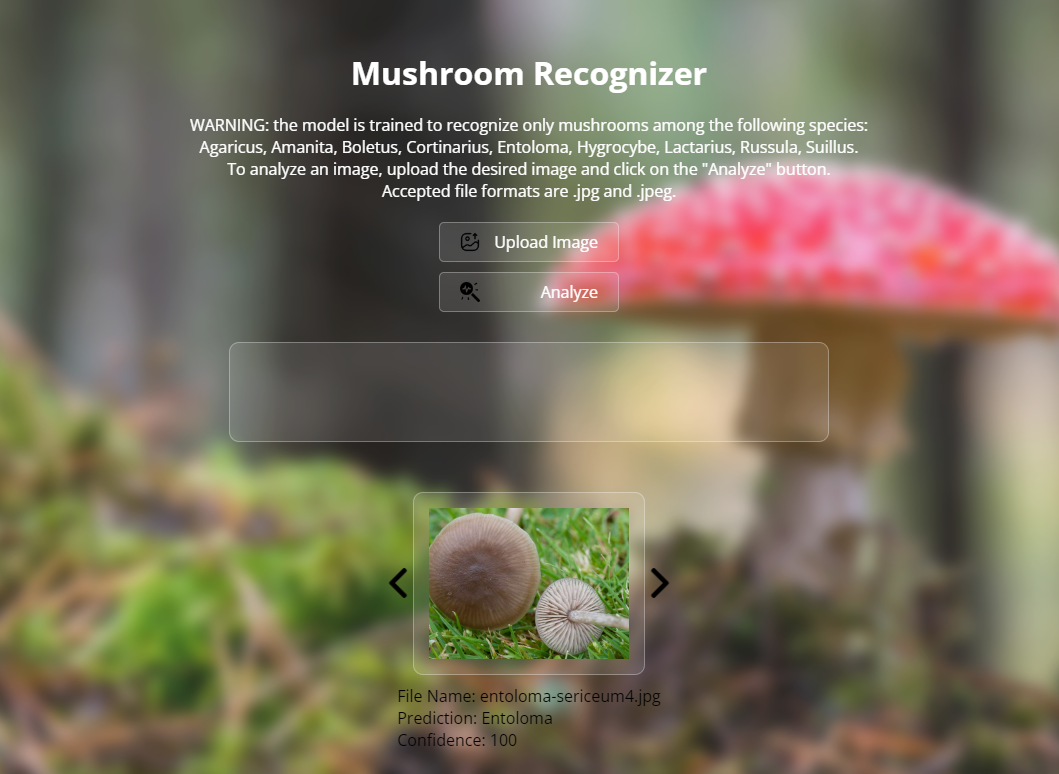 Mushroom Recognizer
WARNING: the model is trained to recognize only mushrooms among the following species:
Agaricus, Amanita, Boletus, Cortinarius, Entoloma, Hygrocybe, Lactarius, Russula, Suillus.
To analyze an image, upload the desired image and click on the "Analyze" button.
Accepted file formats are .jpg and .jpeg.
Upload Image
Analyze
File Name: entoloma-sericeum4.jpg
Prediction: Entoloma
Confidence: 100